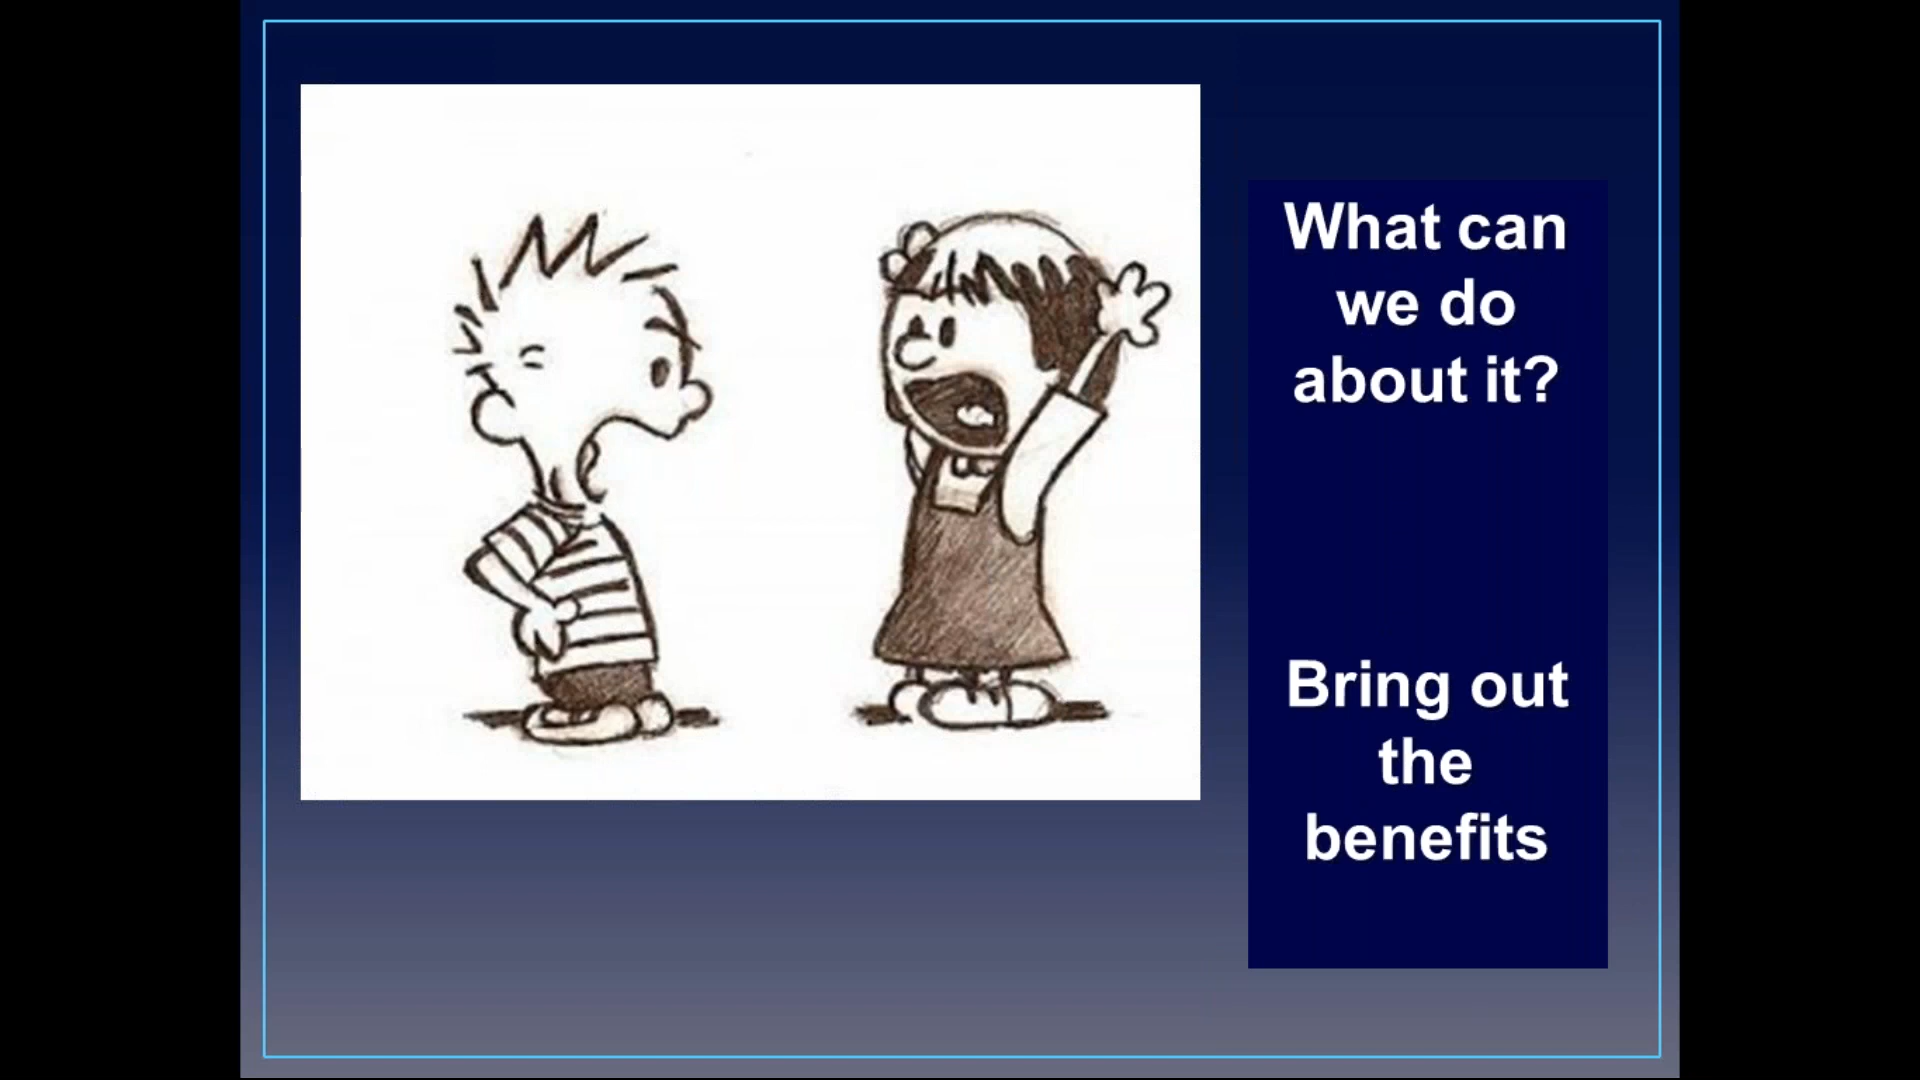 What can
we do
about it?
Bring out
the
benefits